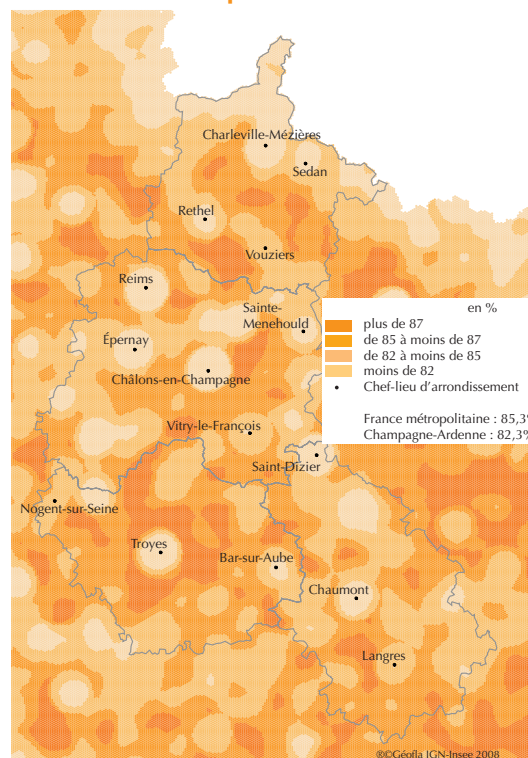 Charleville-Mézières
Sedan
Rethel
Vouziers
Reims
Sainte-
Menehould
Épernay
Châlons-en-Champagne
Vitry-le-François
Saint-Dizier
Nogent-sur-Seine
Troyes
Bar-sur-Aube
Chaumont
Langres
en %
plus de 87
de 85 à moins de 87
de 82 à moins de 85
moins de 82
Chef-lieu d'arrondissement
France métropolitaine : 85,3%
Champagne-Ardenne : 82,3%
®©Géofla IGN-Insee 2008